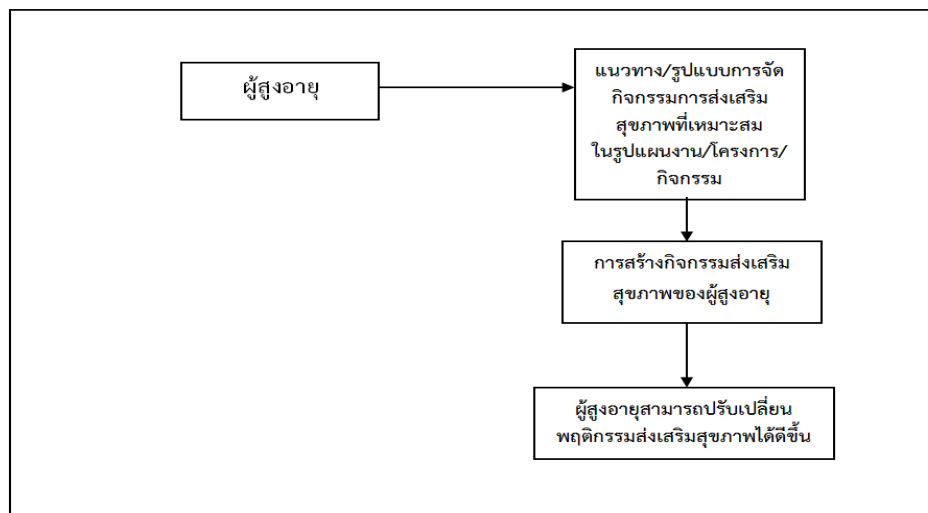 ผู้สูงอายุ
แนวทาง/รูปแบบการจัด
กิจกรรมการส่งเสริม
สุขภาพที่เหมาะสม
ในรูปแผนงาน/โครงการ/
กิจกรรม
การสร้างกิจกรรมส่งเสริม
สุขภาพของผู้สูงอายุ
ผู้สูงอายุสามารถปรับเปลี่ยน
พฤติกรรมส่งเสริมสุขภาพได้ดีขึ้น